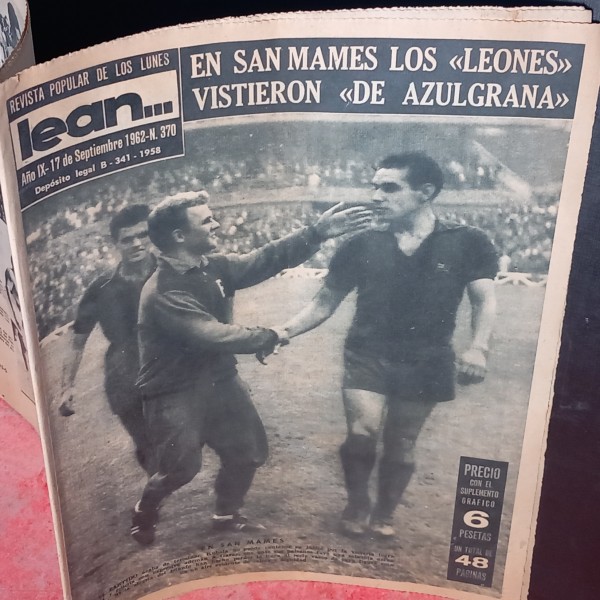 REVISTA POPULAR DE LOS LUNES
lean...
Año IX-17 de Septiembre 1962-N. 370
Depósito legal B - 341 - 1958
EN SAN MAMES LOS «LEONES»
VISTIERON «DE AZULGRANA»
PRECIO
CON EL
SUPLEMENTO
GRAFICO
6
PESETAS
UN TOTAL DE
48
PAGINAS
EN SAN MAMES